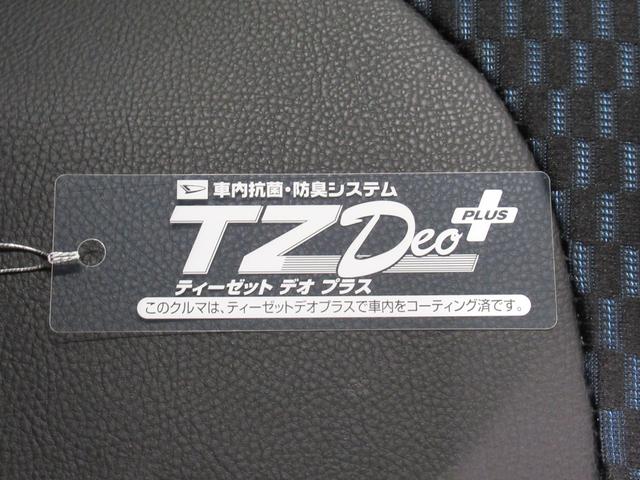 車内抗菌・防臭システム
TZDeo PLUS
ティーゼット デオ プラス
このクルマは、ティーゼットデオプラスで車内をコーティング済です。